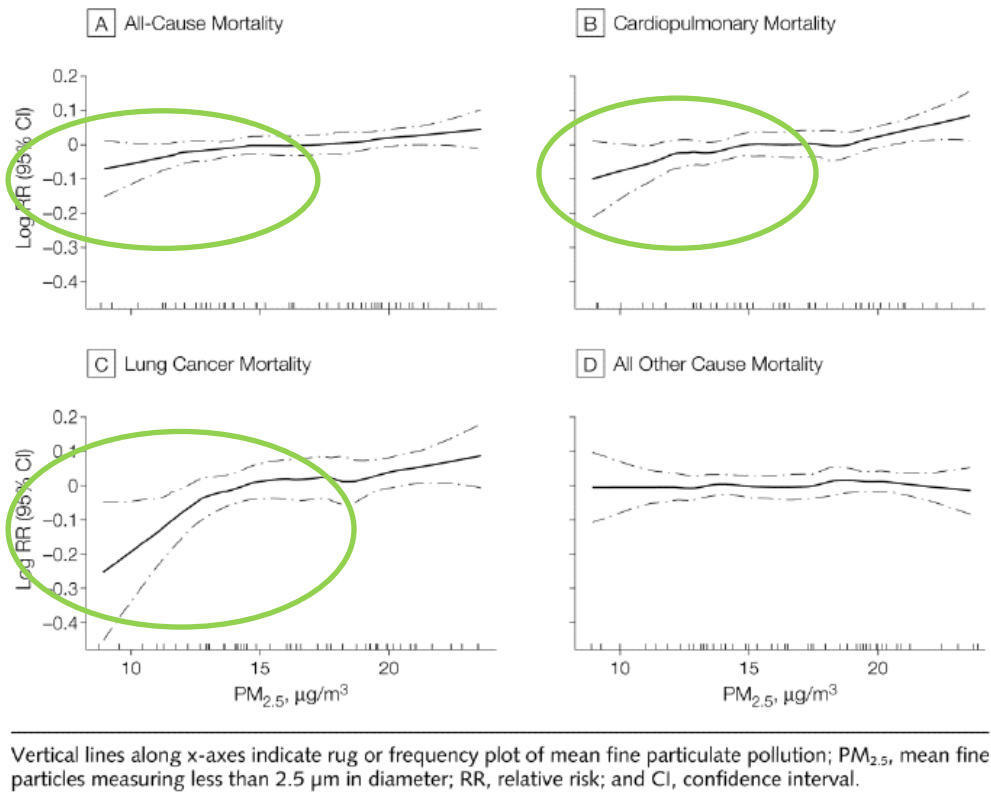 A All-Cause Mortality
B Cardiopulmonary Mortality
0.2
0.1
0
–0.1
–0.2
–0.3
–0.4
Log RR (95% CI)
C Lung Cancer Mortality
D All Other Cause Mortality
0.2
0.1
0
–0.1
–0.2
–0.3
–0.4
Log RR (95% CI)
10 15 20
10 15 20
PM2.5, μg/m3
PM2.5, μg/m3
Vertical lines along x-axes indicate rug or frequency plot of mean fine particulate pollution; PM2.5, mean fine
particles measuring less than 2.5 μm in diameter; RR, relative risk; and CI, confidence interval.